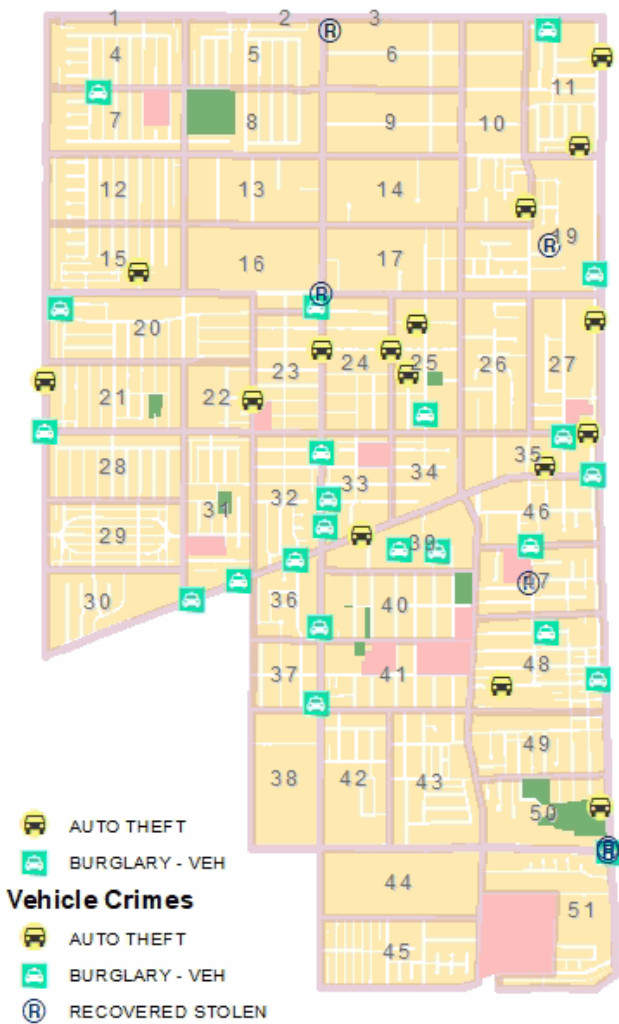 1 2 3
4 5 6
11
7 8 9 10
12 13 14
19
15 16 17
20
21 22 23 24 25 26 27
28 33 34 35
32
31 46
29 39
30 36 40 47
37 41 48
49
38 42 43
50
44
51
45
AUTO THEFT
BURGLARY - VEH
Vehicle Crimes
AUTO THEFT
BURGLARY - VEH
R RECOVERED STOLEN
R
R
R
R
R